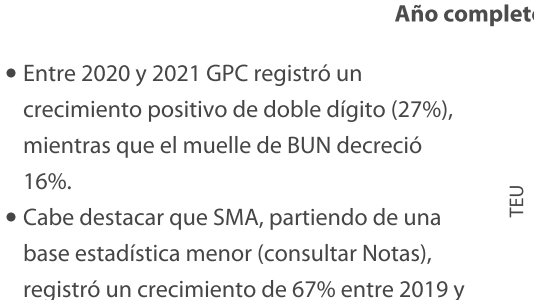 Año completo
Entre 2020 y 2021 GPC registró un
crecimiento positivo de doble dígito (27%),
mientras que el muelle de BUN decreció
16%.
TEU
Cabe destacar que SMA, partiendo de una
base estadística menor (consultar Notas),
registró un crecimiento de 67% entre 2019 y